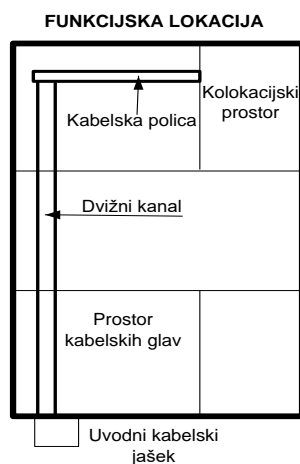 FUNKCIJSKA LOKACIJA
Kolokacijski
prostor
Kabelska polica
Dvižni kanal
Prostor
kabelskih glav
Uvodni kabelski
jašek